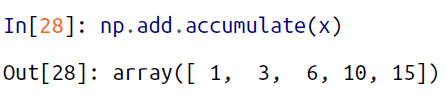 In[28]: np.add.accumulate(x)
Out[28]: array([ 1,  3,  6, 10, 15])